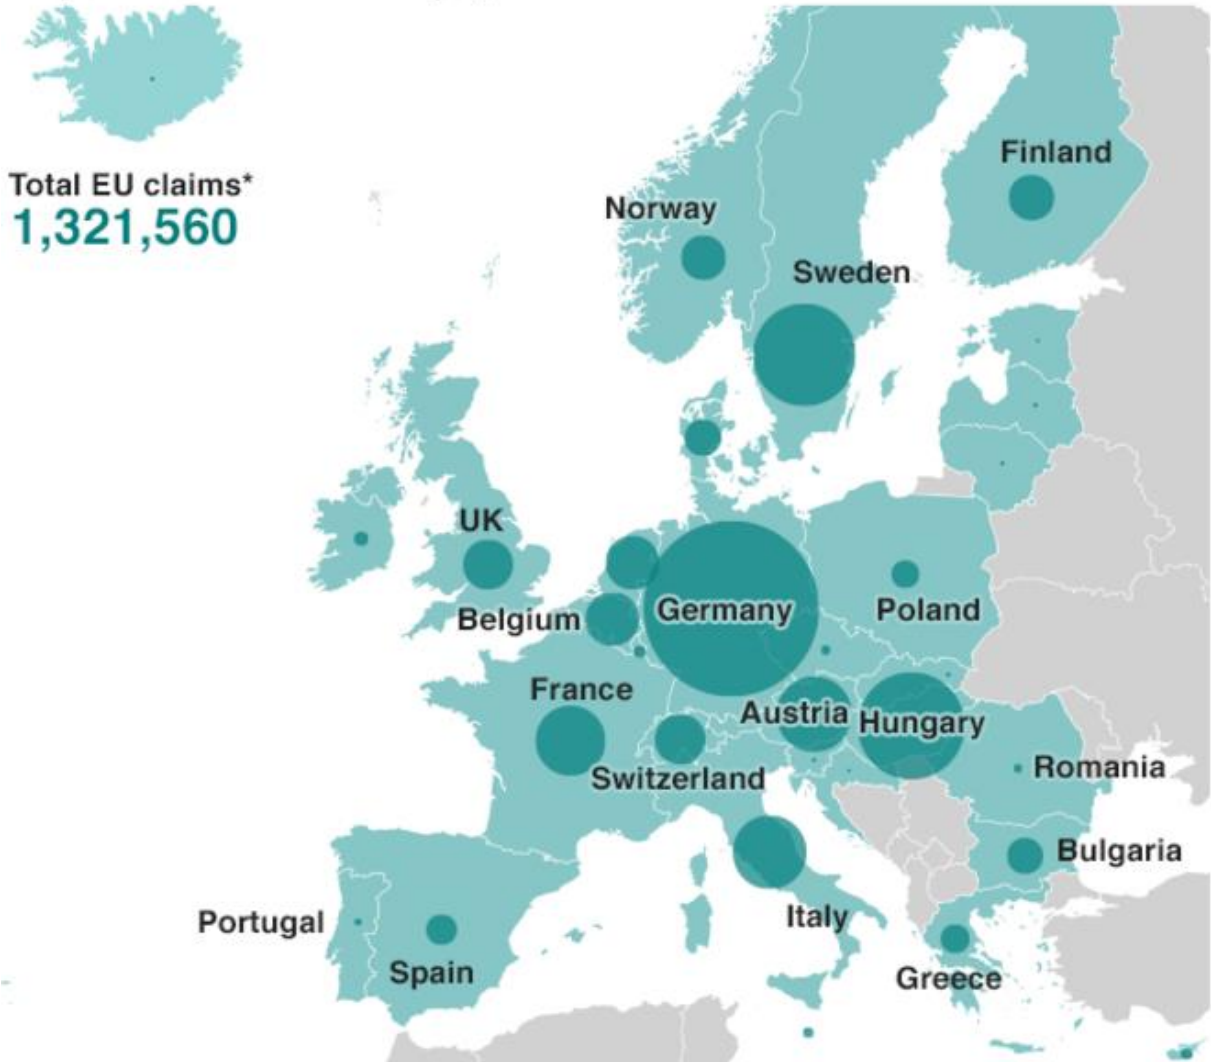 Total EU claims*
1,321,560
Finland
Norway
Sweden
UK
Belgium
Germany
Poland
France
Austria
Hungary
Switzerland
Romania
Bulgaria
Portugal
Italy
Spain
Greece